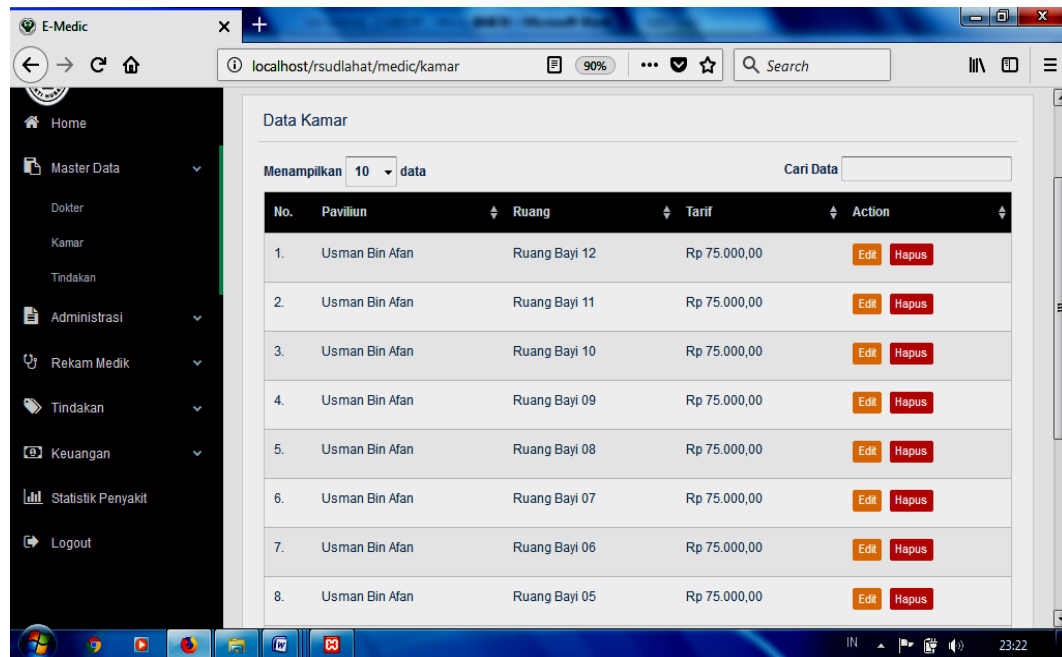 E-Medic
localhost/rsudlahat/medic/kamar 90% Search
Home
Master Data
Dokter
Kamar
Tindakan
Administrasi
Rekam Medik
Tindakan
Keuangan
Statistik Penyakit
Logout
Data Kamar
Menampilkan 10 data Cari Data
No. Paviliun Ruang Tarif Action
1. Usman Bin Afan Ruang Bayi 12 Rp 75.000,00 Edit Hapus
2. Usman Bin Afan Ruang Bayi 11 Rp 75.000,00 Edit Hapus
3. Usman Bin Afan Ruang Bayi 10 Rp 75.000,00 Edit Hapus
4. Usman Bin Afan Ruang Bayi 09 Rp 75.000,00 Edit Hapus
5. Usman Bin Afan Ruang Bayi 08 Rp 75.000,00 Edit Hapus
6. Usman Bin Afan Ruang Bayi 07 Rp 75.000,00 Edit Hapus
7. Usman Bin Afan Ruang Bayi 06 Rp 75.000,00 Edit Hapus
8. Usman Bin Afan Ruang Bayi 05 Rp 75.000,00 Edit Hapus
IN 23:22